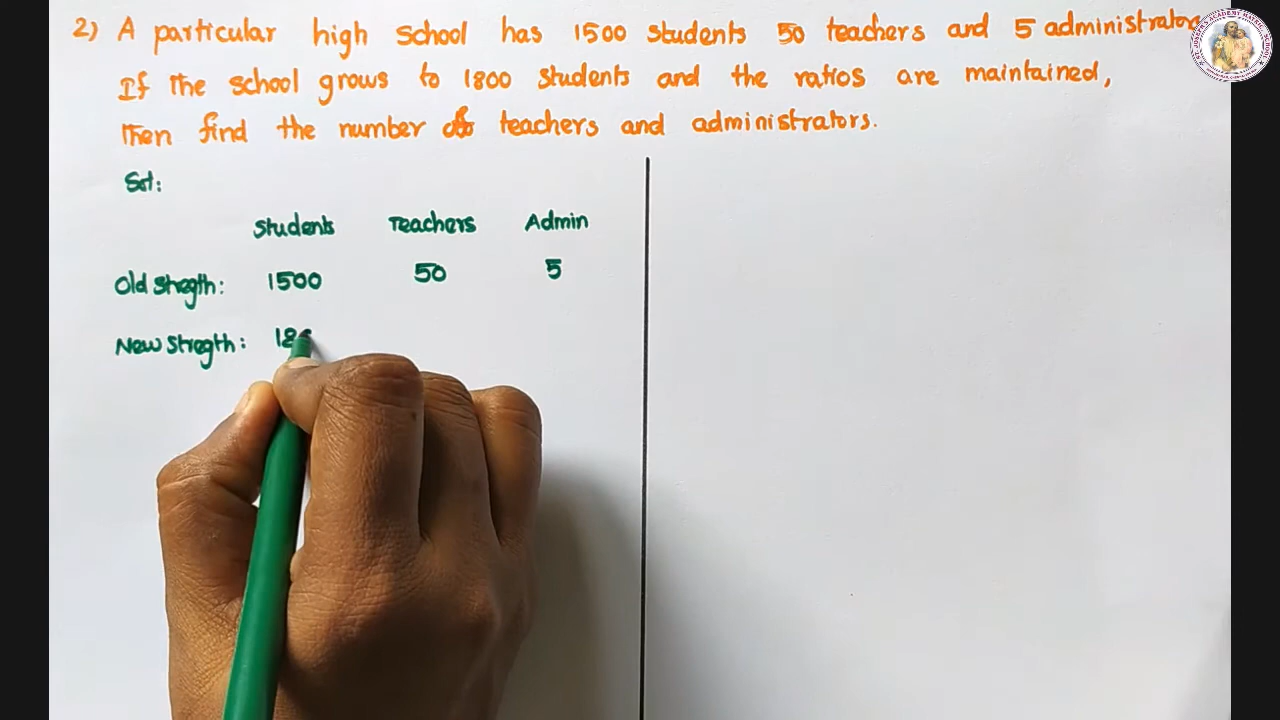 2) A particular high school has 1500 students 50 teachers and 5 administrators
If the school grows to 1800 students and the ratios are maintained,
then find the number of teachers and administrators.
Sol:
Students Teachers Admin
Old Stregth: 1500 50 5
New Stregth: